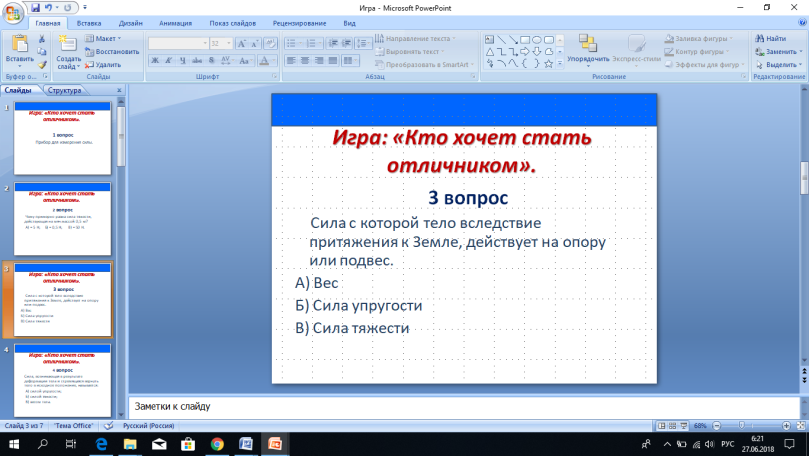 Игра - Microsoft PowerPoint
Главная Вставка Дизайн Анимация Показ слайдов Рецензирование Вид
Вставить
Буфер о...
Создать слайд
Макет
Восстановить
Удалить
Слайды
32
Шрифт
Направление текста
Выровнять текст
Преобразовать в SmartArt
Абзац
Упорядочить
Экспресс-стили
Заливка фигуры
Контур фигуры
Эффекты для фигур
Рисование
Найти
Заменить
Выделить
Редактирование
Слайды Структура
1
Игра: «Кто хочет стать
отличником».
1 вопрос
Прибор для измерения силы.
2
Игра: «Кто хочет стать
отличником».
2 вопрос
3
Игра: «Кто хочет стать
отличником».
3 вопрос
Сила с которой тело вследствие
притяжения к Земле, действует на опору
или подвес.
А) Вес
Б) Сила упругости
В) Сила тяжести
4
Игра: «Кто хочет стать
отличником».
4 вопрос
Игра: «Кто хочет стать
отличником».
3 вопрос
Сила с которой тело вследствие
притяжения к Земле, действует на опору
или подвес.
А) Вес
Б) Сила упругости
В) Сила тяжести
Заметки к слайду
Слайд 3 из 7 "Тема Office" Русский (Россия) 68%
РУС
6:21
27.06.2018